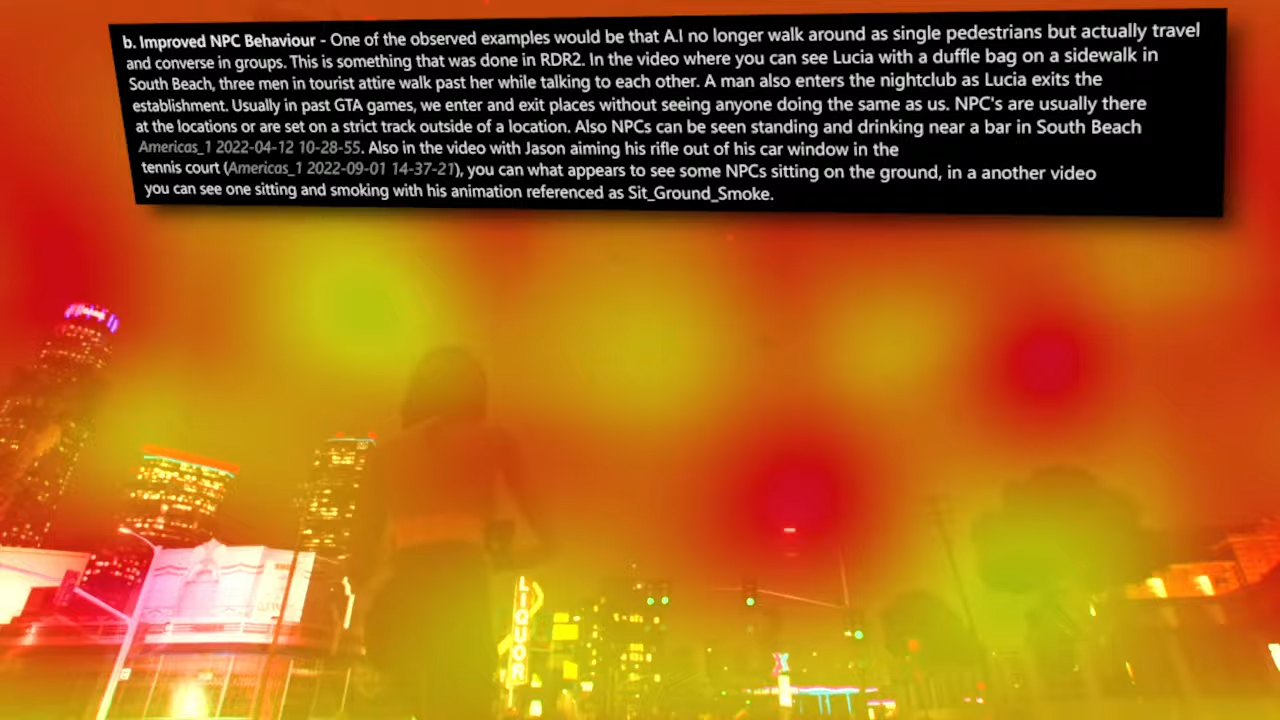 b. Improved NPC Behaviour - One of the observed examples would be that A.I no longer walk around as single pedestrians but actually travel
and converse in groups. This is something that was done in RDR2. In the video where you can see Lucia with a duffle bag on a sidewalk in
South Beach, three men in tourist attire walk past her while talking to each other. A man also enters the nightclub as Lucia exits the
establishment. Usually in past GTA games, we enter and exit places without seeing anyone doing the same as us. NPC's are usually there
at the locations or are set on a strict track outside of a location. Also NPCs can be seen standing and drinking near a bar in South Beach
Americas_1 2022-04-12 10-28-55. Also in the video with Jason aiming his rifle out of his car window in the
tennis court (Americas_1 2022-09-01 14-37-21), you can what appears to see some NPCs sitting on the ground, in a another video
you can see one sitting and smoking with his animation referenced as Sit_Ground_Smoke.
LIQUOR